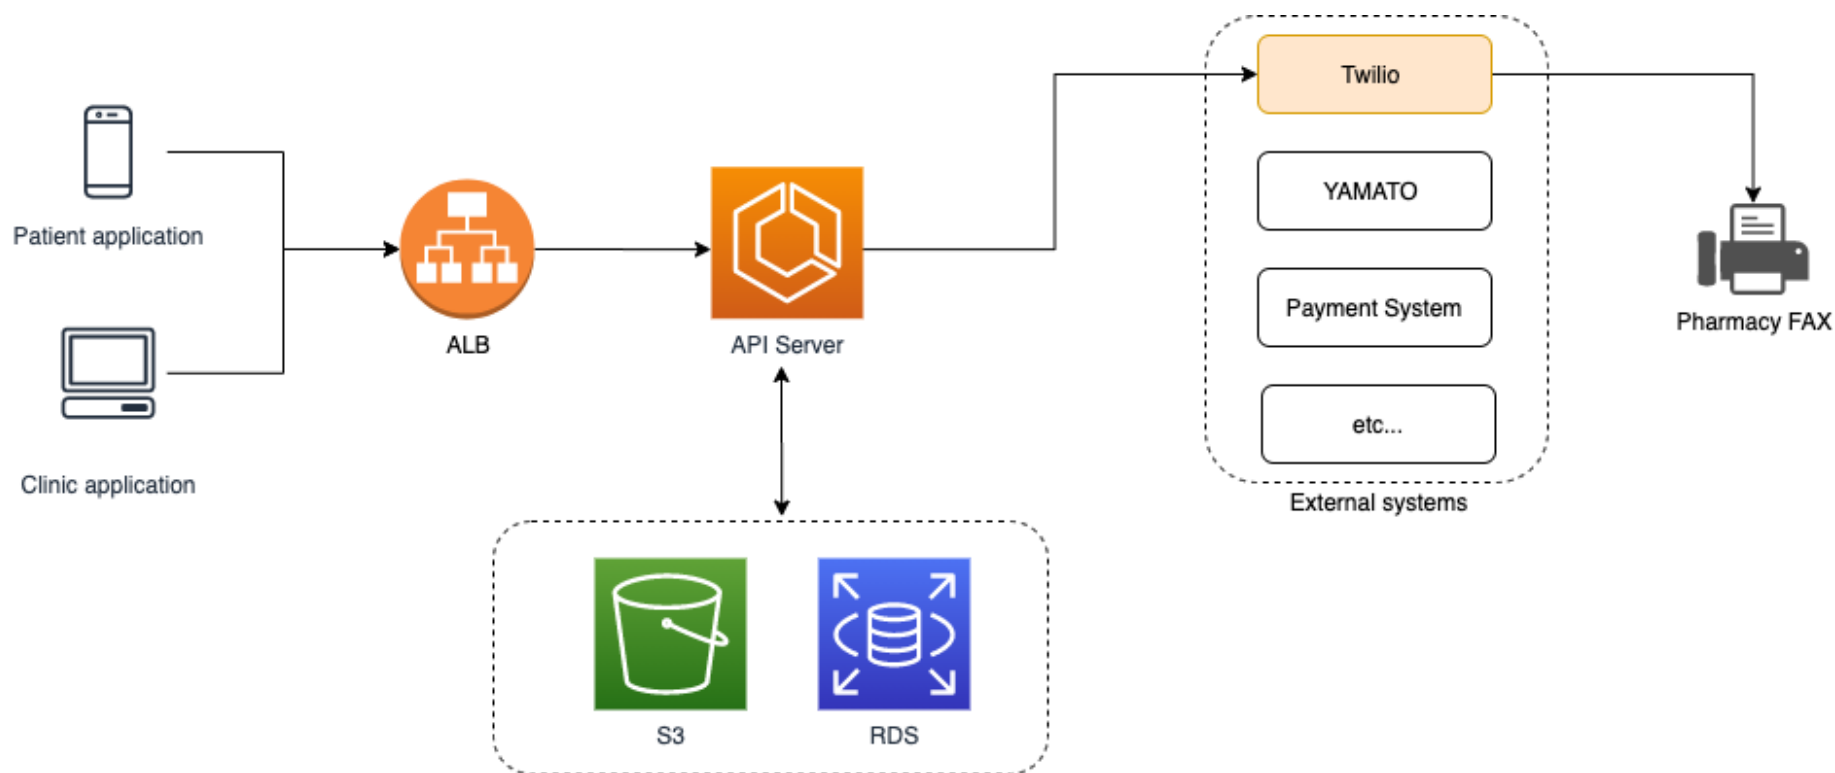 Patient application
Clinic application
ALB
API Server
S3
RDS
Twilio
YAMATO
Payment System
etc...
External systems
Pharmacy FAX